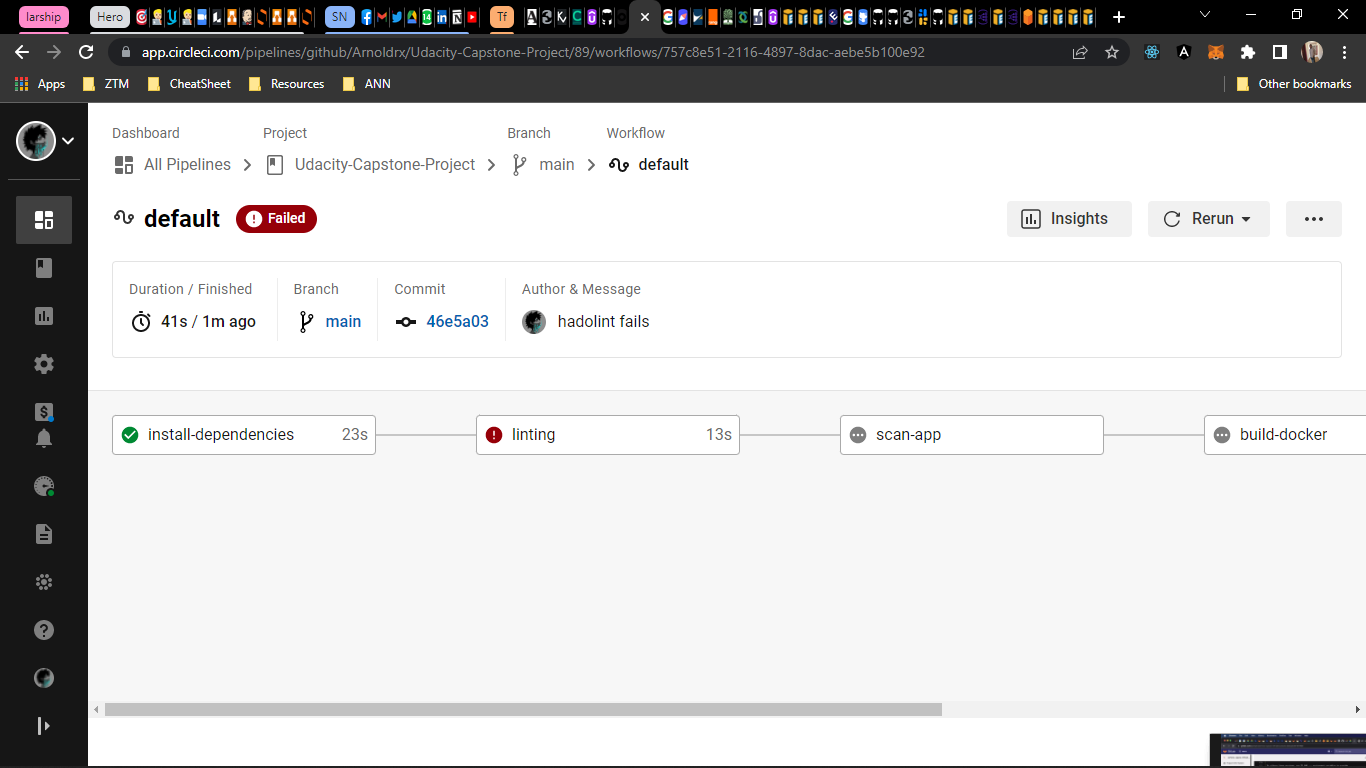 larship
Hero
SN
Tf
app.circleci.com/pipelines/github/Arnoldrx/Udacity-Capstone-Project/89/workflows/757c8e51-2116-4897-8dac-aebe5b100e92
Apps
ZTM
CheatSheet
Resources
ANN
Other bookmarks
Dashboard
Project
Branch
Workflow
All Pipelines
Udacity-Capstone-Project
main
default
default
Failed
Insights
Rerun
Duration / Finished
Branch
Commit
Author & Message
41s / 1m ago
main
46e5a03
hadolint fails
install-dependencies 23s
linting 13s
scan-app
build-docker